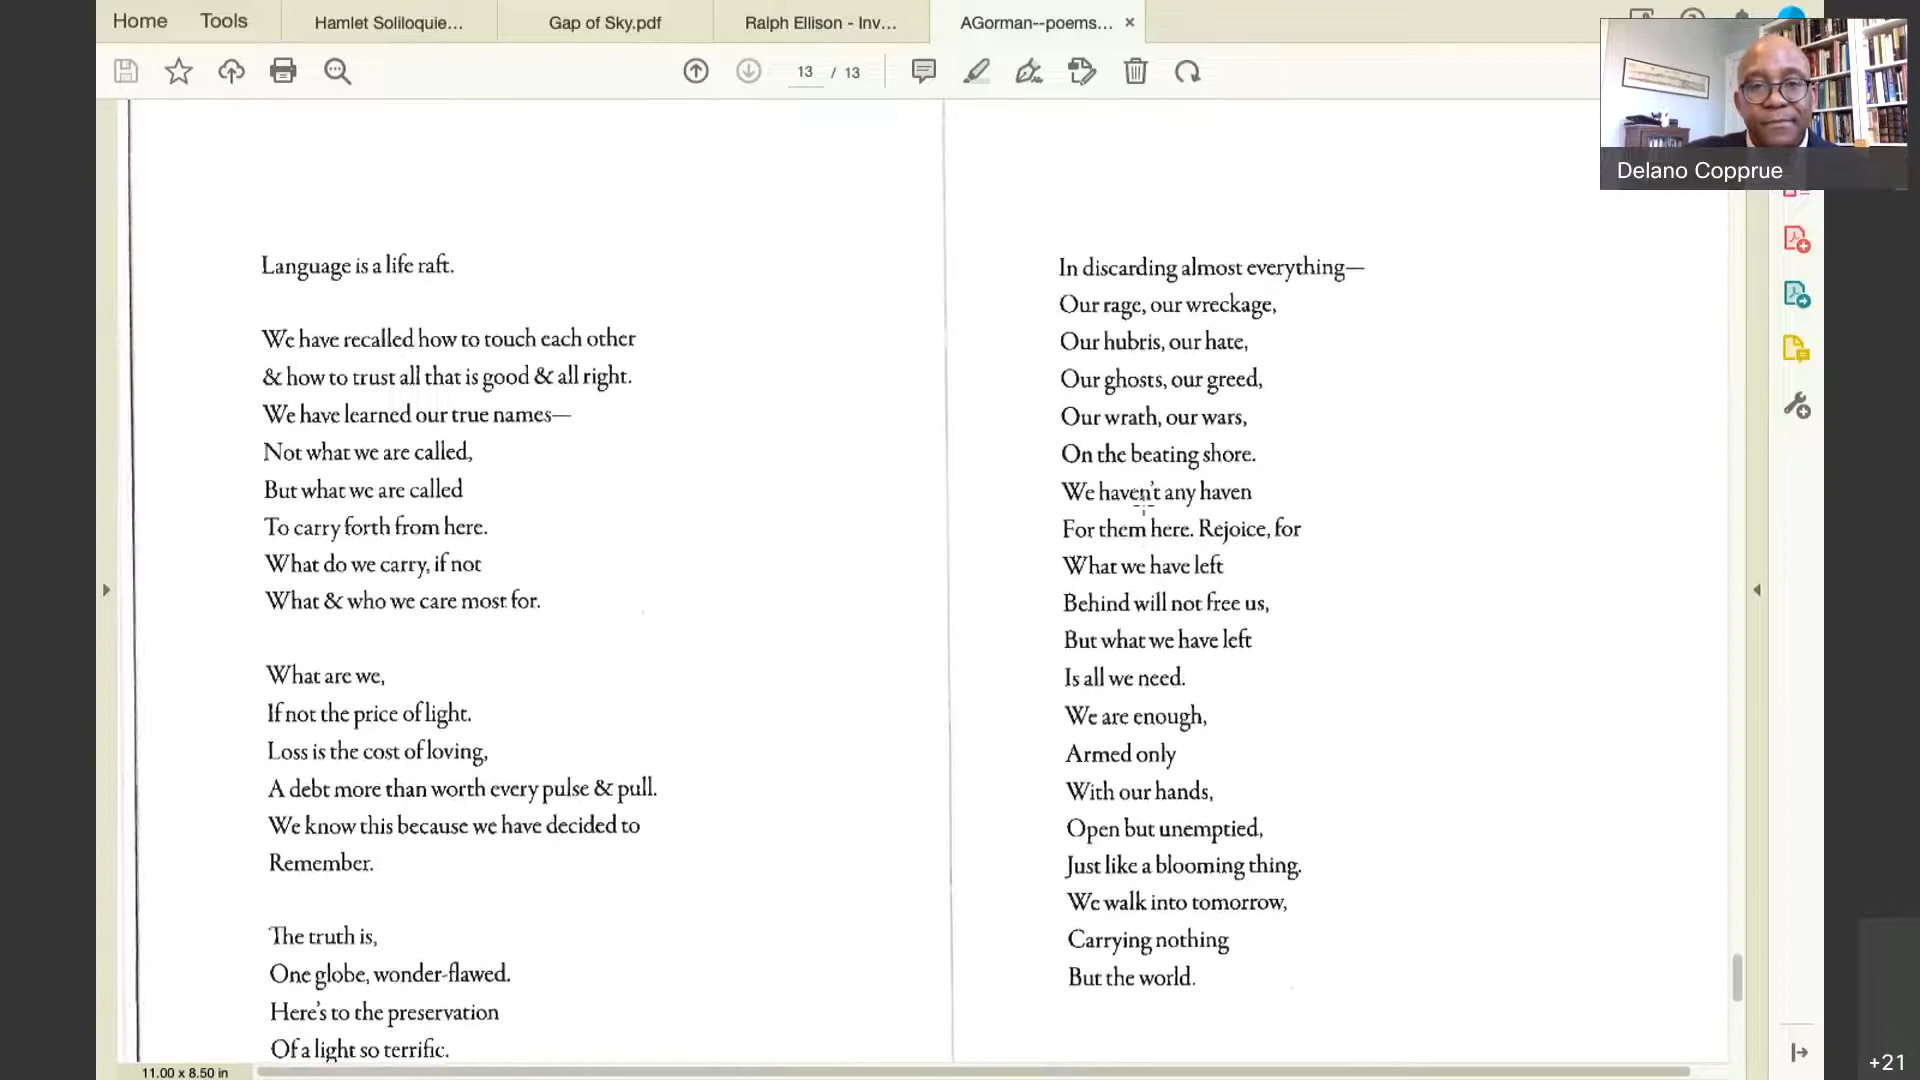 Home
Tools
Hamlet Soliloquie...
Gap of Sky.pdf
Ralph Ellison - Inv...
AGorman--poems...
13 / 13
Delano Copprue
Language is a life raft.
We have recalled how to touch each other
& how to trust all that is good & all right.
We have learned our true names—
Not what we are called,
But what we are called
To carry forth from here.
What do we carry, if not
What & who we care most for.
What are we,
If not the price of light.
Loss is the cost of loving,
A debt more than worth every pulse & pull.
We know this because we have decided to
Remember.
The truth is,
One globe, wonder-flawed.
Here's to the preservation
Of a light so terrific.
In discarding almost everything—
Our rage, our wreckage,
Our hubris, our hate,
Our ghosts, our greed,
Our wrath, our wars,
On the beating shore.
We haven't any haven
For them here. Rejoice, for
What we have left
Behind will not free us,
But what we have left
Is all we need.
We are enough,
Armed only
With our hands,
Open but unemptied,
Just like a blooming thing.
We walk into tomorrow,
Carrying nothing
But the world.
11.00 x 8.50 in
+21